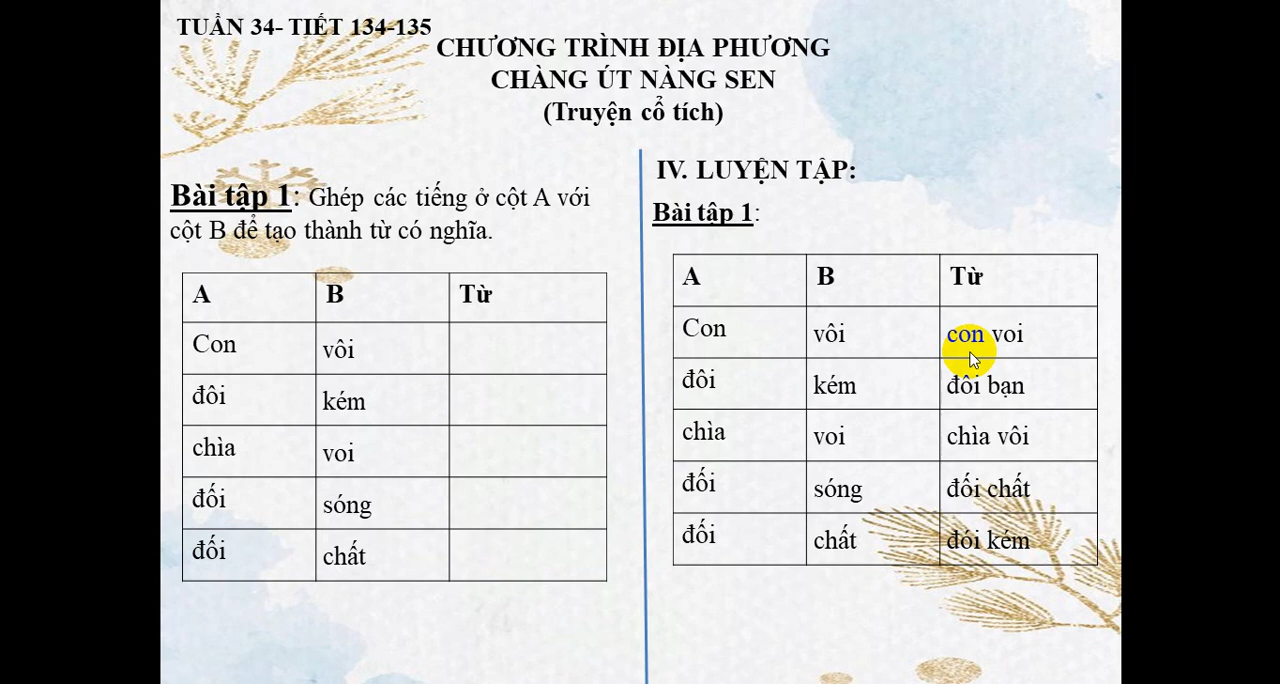 TUẦN 34- TIẾT 134-135
CHƯƠNG TRÌNH ĐỊA PHƯƠNG
CHÀNG ÚT NÀNG SEN
(Truyện cổ tích)
Bài tập 1: Ghép các tiếng ở cột A với
cột B để tạo thành từ có nghĩa.
A B Từ
Con vôi
đôi kém
chìa voi
đối sóng
đối chất
IV. LUYỆN TẬP:
Bài tập 1:
A B Từ
Con vôi con voi
đôi kém đôi bạn
chìa voi chìa vôi
đối sóng đối chất
đối chất đói kém